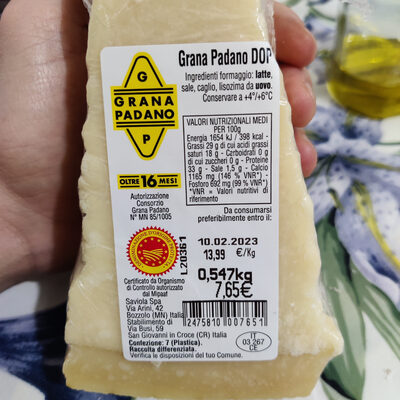 G
GRANA
PADANO
P
OLTRE 16 MESI
Autorizzazione
Consorzio
Grana Padano
N° MN 85/1005
Grana Padano DOP
Ingredienti formaggio: latte,
sale, caglio, lisozima da uovo.
Conservare a +4°/+6°C
VALORI NUTRIZIONALI MEDI
PER 100g
Energia 1654 kJ / 398 kcal -
Grassi 29 g di cui acidi grassi
saturi 18 g - Carboidrati 0 g
di cui zuccheri 0 g - Proteine
33 g - Sale 1,5 g - Calcio
1165 mg (146 % VNR*) -
Fosforo 692 mg (99 % VNR*)
*VNR = Valori nutritivi di
riferimento.
Da consumarsi
preferibilmente entro il:
10.02.2023
13,99 €/Kg
0,547kg
7,65€
L20361
Certificato da Organismo
di Controllo autorizzato
dal Mipaaf
Saviola Spa
Via Arini, 42
Bozzolo (MN) Italia
Stabilimento di
Via Busi, 59
San Giovanni in Croce (CR) Italia
Confezione: 7 (Plastica).
Raccolta differenziata.
Verifica le disposizioni del tuo Comune.
2475810007651
IT
03 267
CE